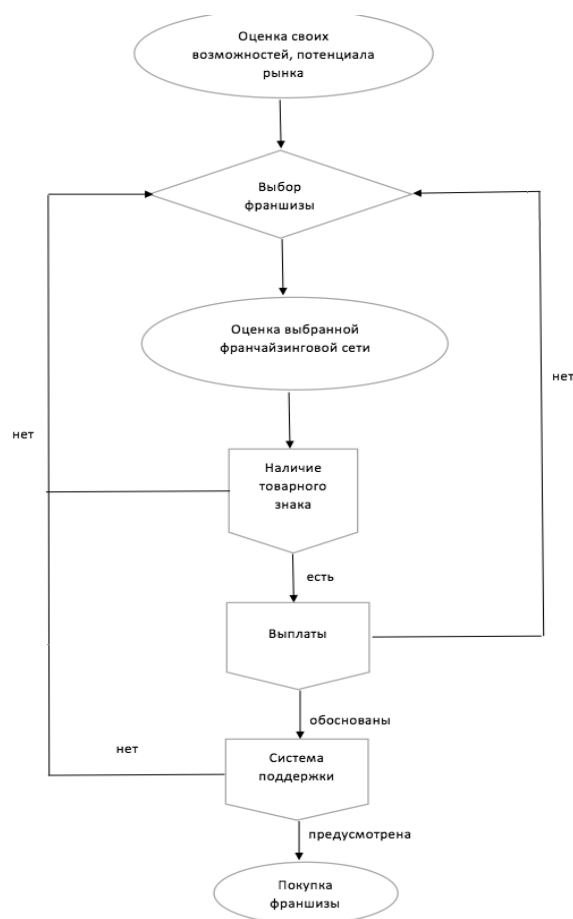 Оценка своих
возможностей, потенциала
рынка
Выбор
франшизы
Оценка выбранной
франчайзинговой сети
нет
нет
Наличие
товарного
знака
есть
Выплаты
обоснованы
нет
Система
поддержки
предусмотрена
Покупка
франшизы